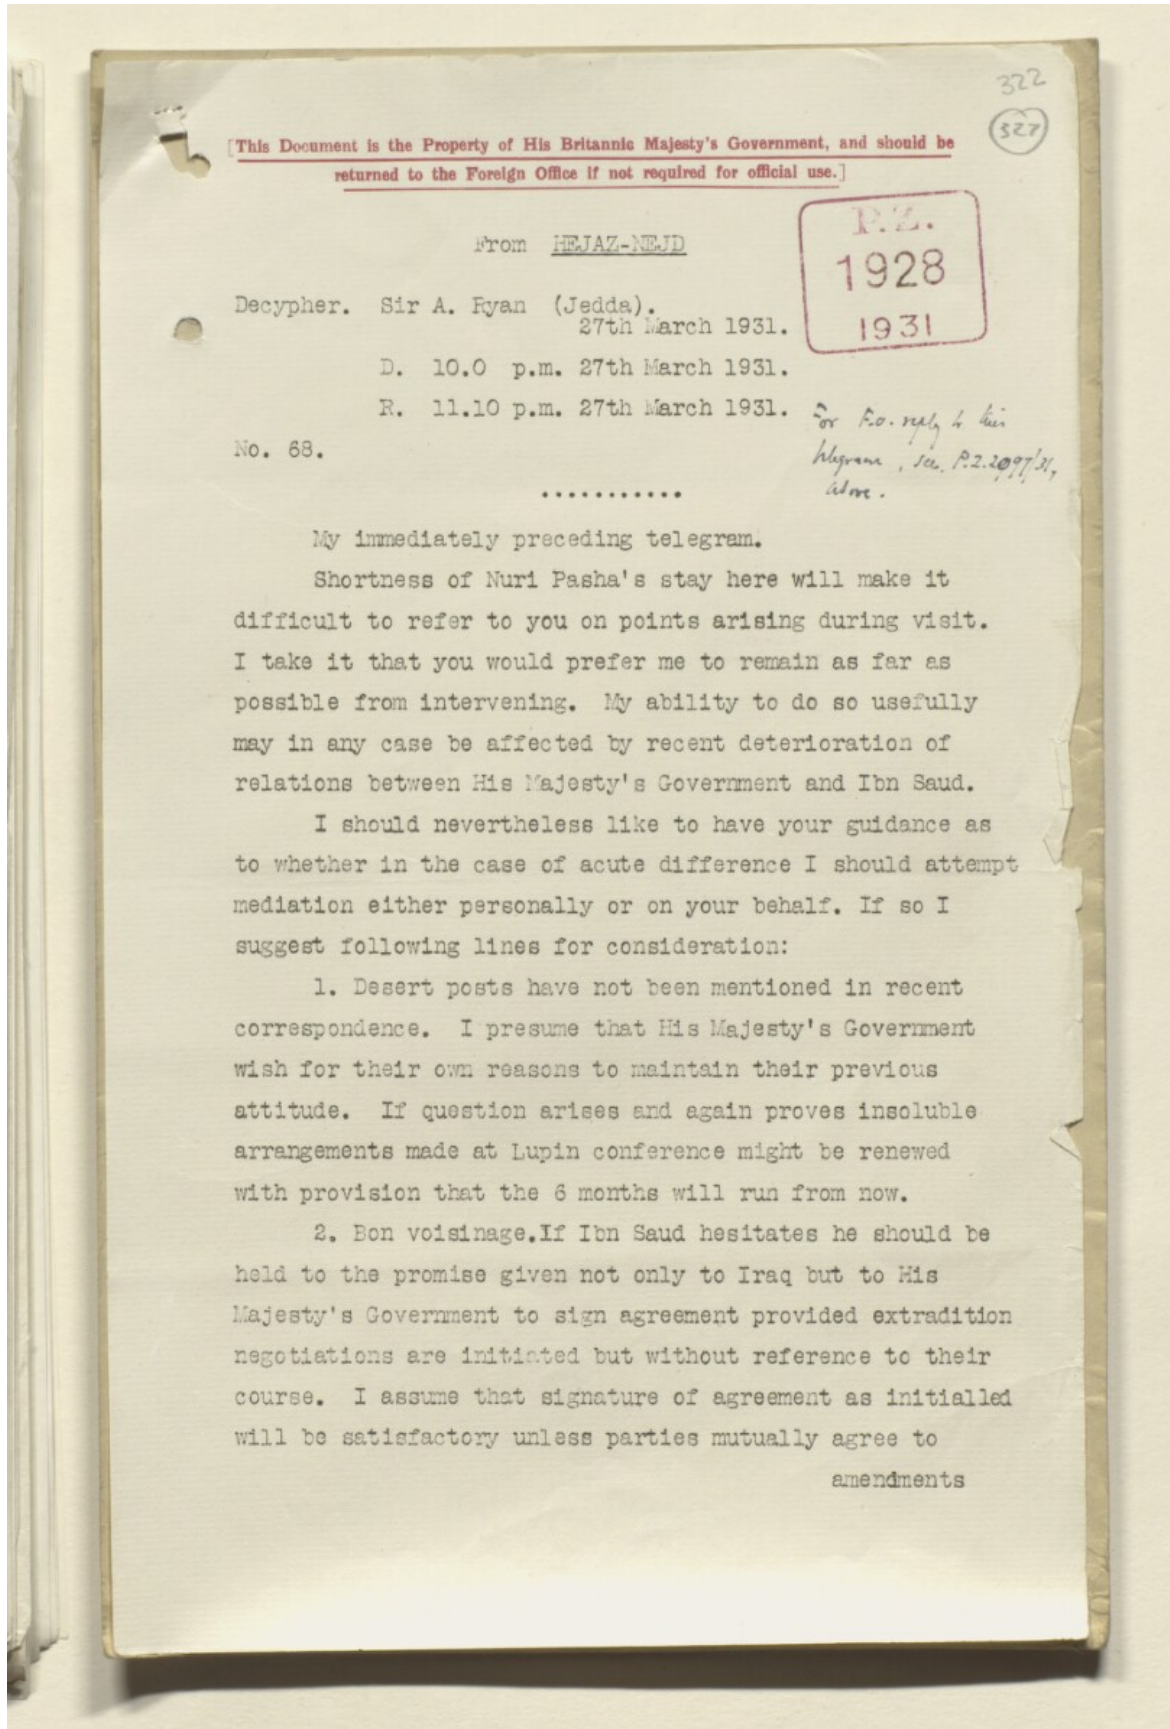 322
327
[This Document is the Property of His Britannic Majesty's Government, and should be
returned to the Foreign Office if not required for official use.]
P.Z.
1928
1931
From HEJAZ-NEJD
Decypher. Sir A. Ryan (Jedda).
27th March 1931.
D. 10.0 p.m. 27th March 1931.
R. 11.10 p.m. 27th March 1931.
No. 68.
For F.O. reply to this
telegram, see P.Z.2097/31,
above.
...........
My immediately preceding telegram.
Shortness of Nuri Pasha's stay here will make it
difficult to refer to you on points arising during visit.
I take it that you would prefer me to remain as far as
possible from intervening. My ability to do so usefully
may in any case be affected by recent deterioration of
relations between His Majesty's Government and Ibn Saud.
I should nevertheless like to have your guidance as
to whether in the case of acute difference I should attempt
mediation either personally or on your behalf. If so I
suggest following lines for consideration:
1. Desert posts have not been mentioned in recent
correspondence. I presume that His Majesty's Government
wish for their own reasons to maintain their previous
attitude. If question arises and again proves insoluble
arrangements made at Lupin conference might be renewed
with provision that the 6 months will run from now.
2. Bon voisinage.If Ibn Saud hesitates he should be
held to the promise given not only to Iraq but to His
Majesty's Government to sign agreement provided extradition
negotiations are initiated but without reference to their
course. I assume that signature of agreement as initialled
will be satisfactory unless parties mutually agree to
amendments